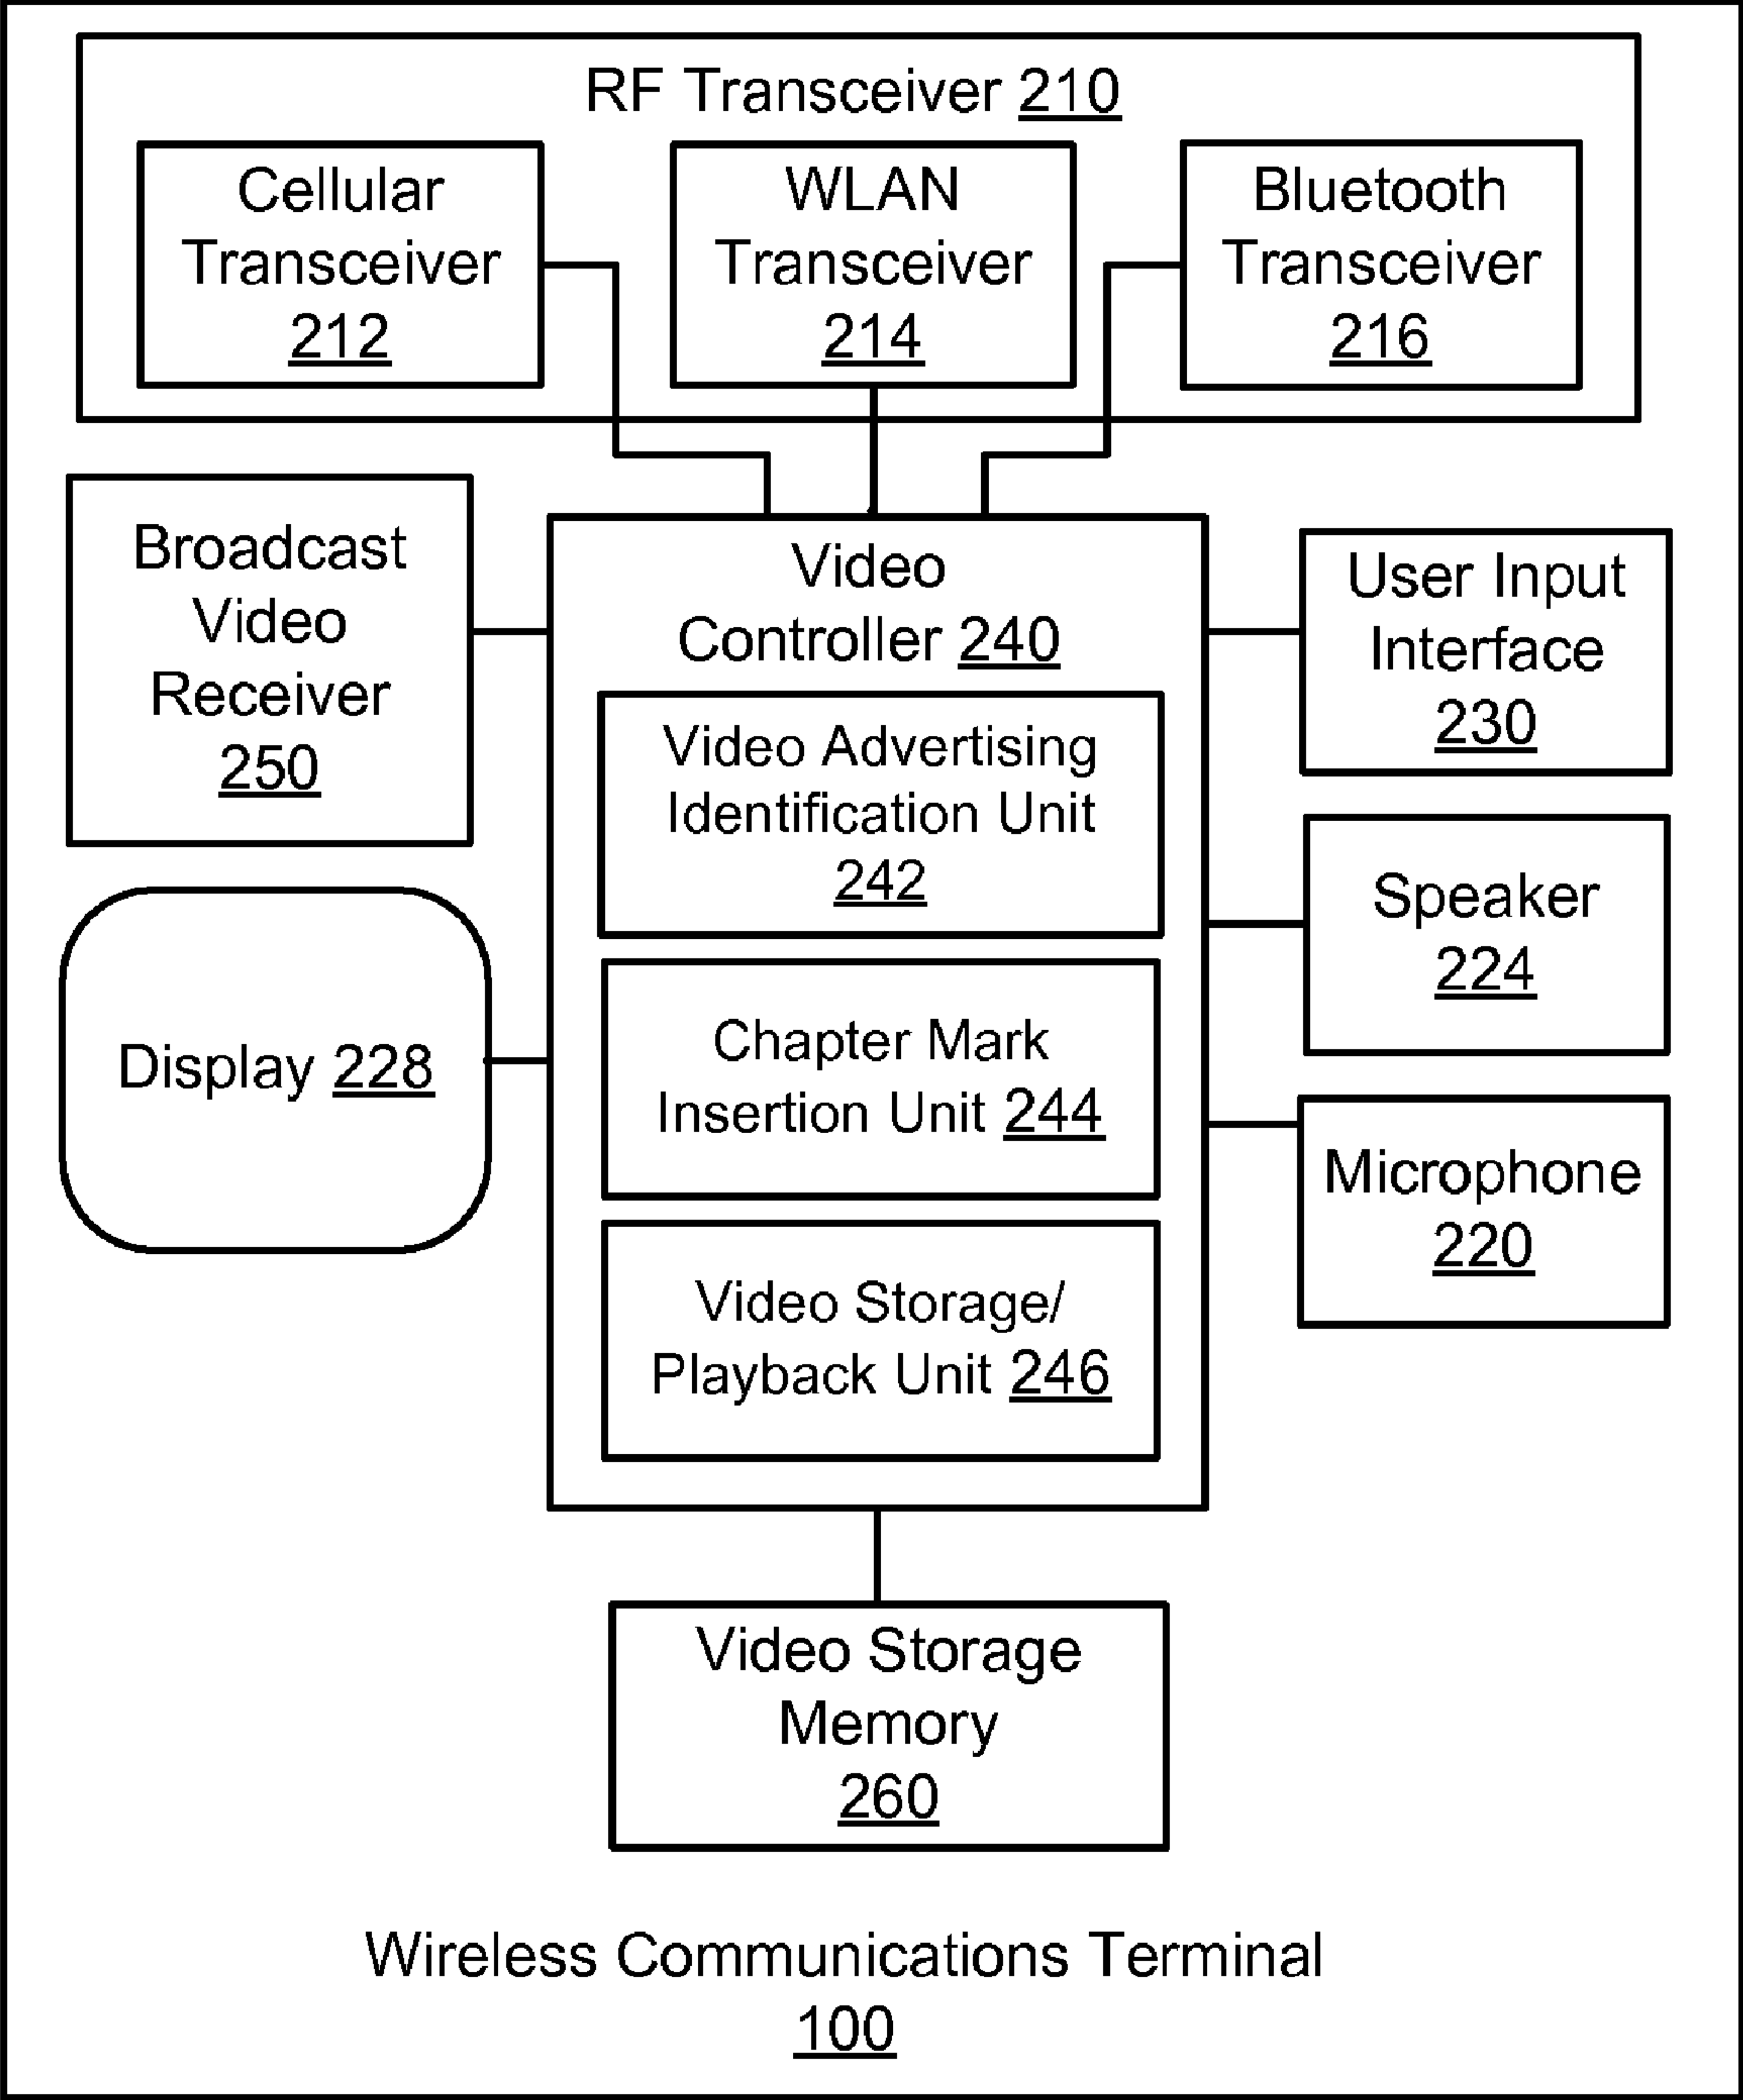 RF Transceiver 210
Cellular
Transceiver
212
WLAN
Transceiver
214
Bluetooth
Transceiver
216
Broadcast
Video
Receiver
250
Video
Controller 240
User Input
Interface
230
Video Advertising
Identification Unit
242
Speaker
224
Display 228
Chapter Mark
Insertion Unit 244
Microphone
220
Video Storage/
Playback Unit 246
Video Storage
Memory
260
Wireless Communications Terminal
100